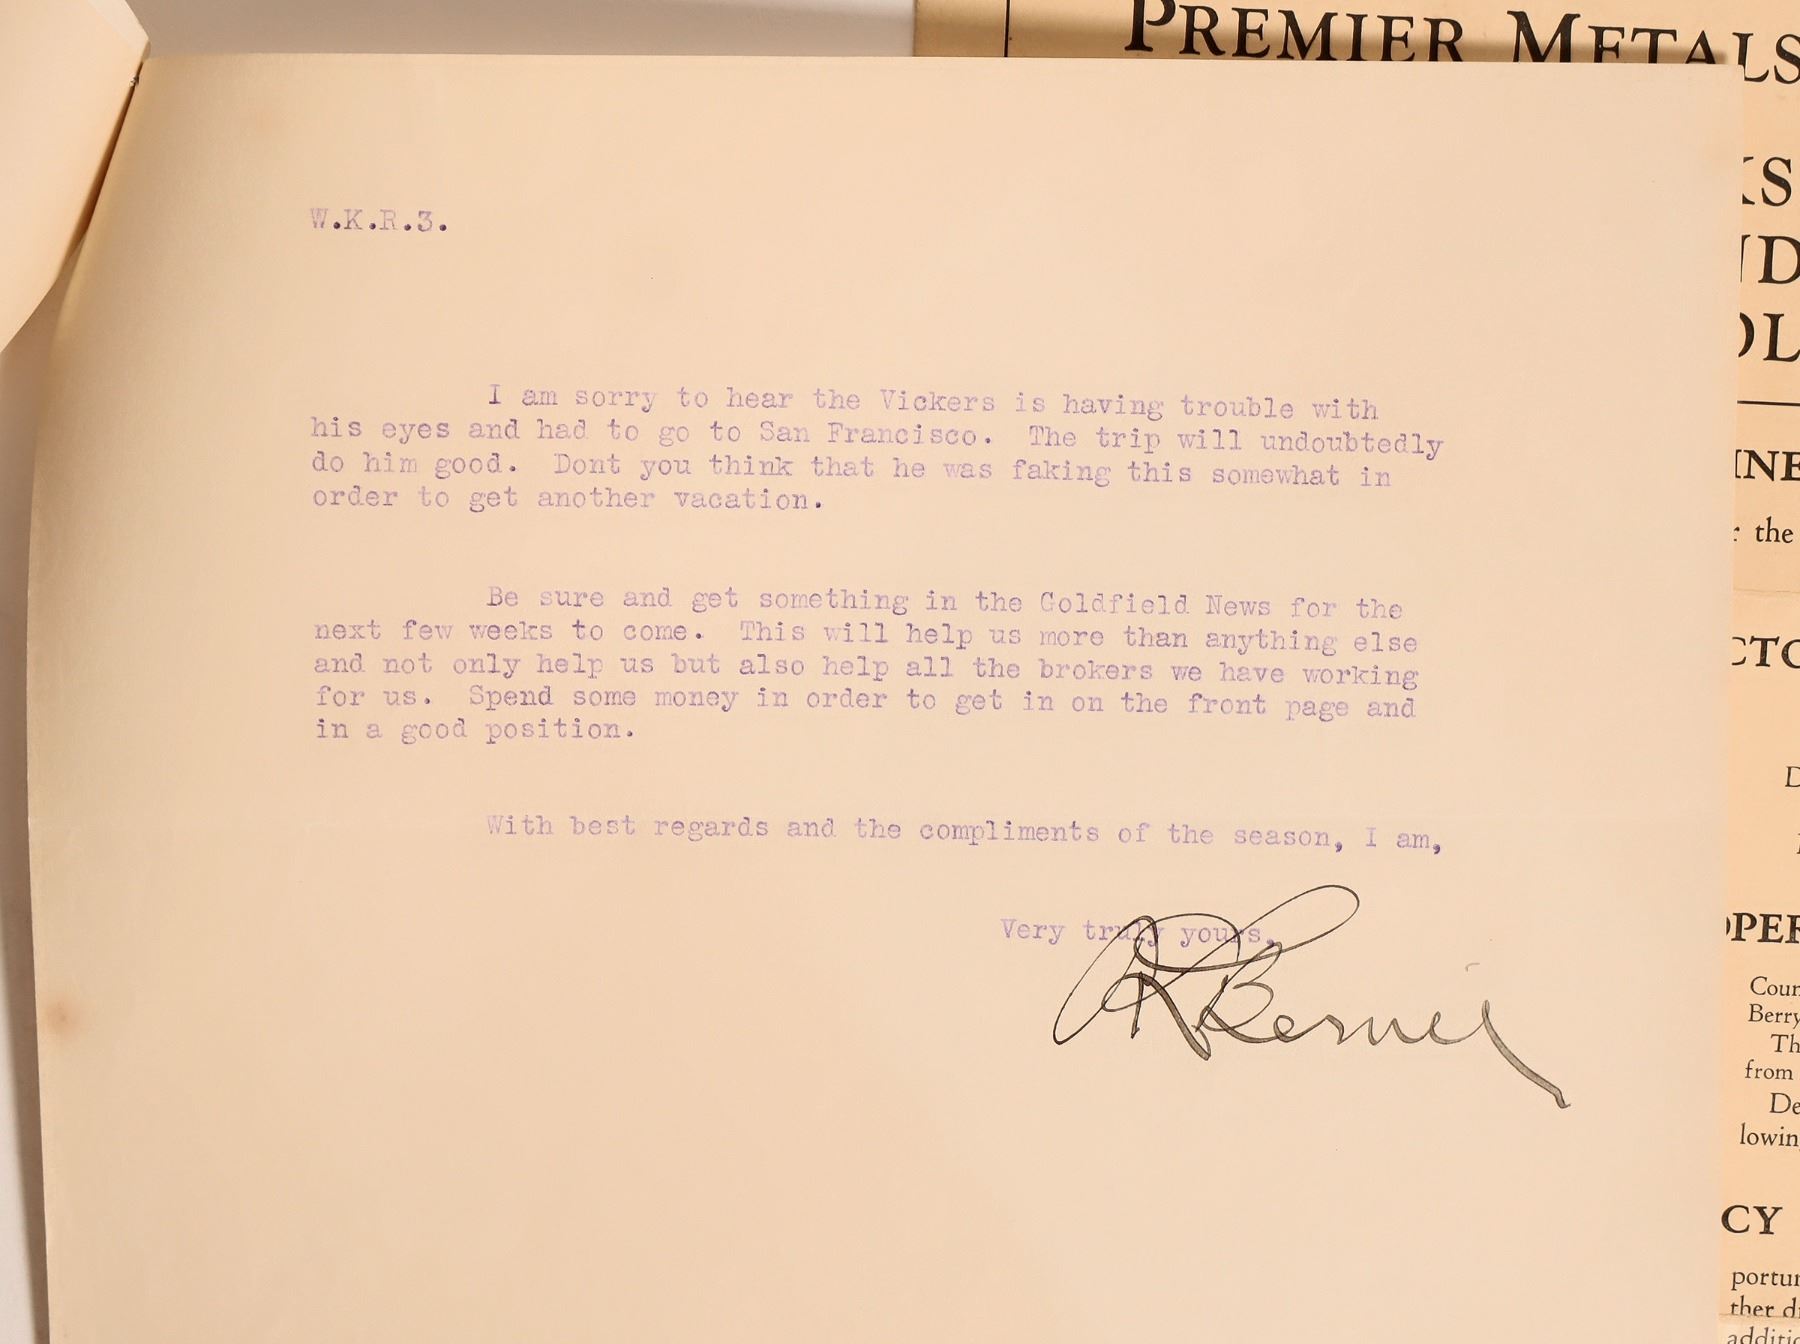 PREMIER METALS
W.K.R.3.
I am sorry to hear the Vickers is having trouble with
his eyes and had to go to San Francisco. The trip will undoubtedly
do him good. Dont you think that he was faking this somewhat in
order to get another vacation.
Be sure and get something in the Goldfield News for the
next few weeks to come. This will help us more than anything else
and not only help us but also help all the brokers we have working
for us. Spend some money in order to get in on the front page and
in a good position.
With best regards and the compliments of the season, I am,
Very truly yours,
the
Berry
from
CY